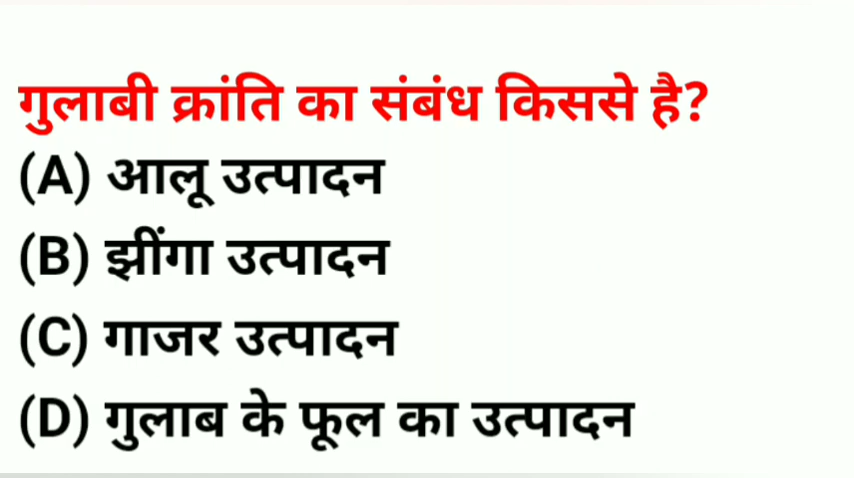 गुलाबी क्रांति का संबंध किससे है?
(A) आलू उत्पादन
(B) झींगा उत्पादन
(C) गाजर उत्पादन
(D) गुलाब के फूल का उत्पादन